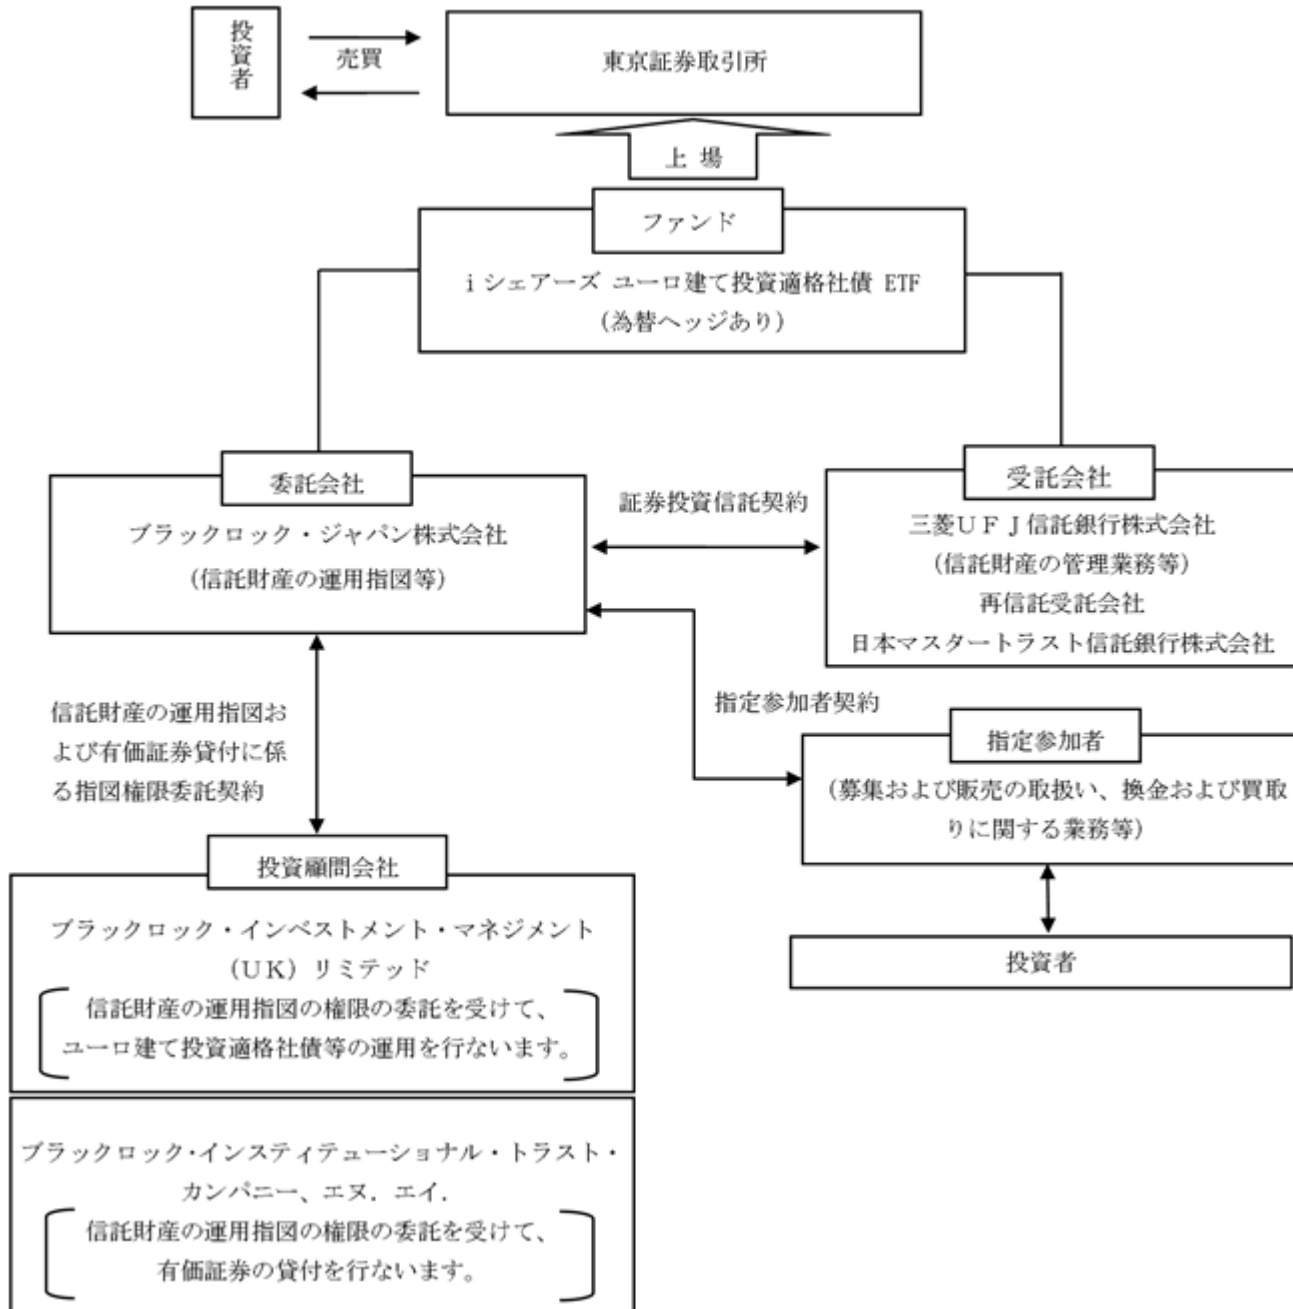 投資者
売買
東京証券取引所
上 場
ファンド
i シェアーズ ユーロ建て投資適格社債 ETF
(為替ヘッジあり)
委託会社
ブラックロック・ジャパン株式会社
(信託財産の運用指図等)
証券投資信託契約
受託会社
三菱UFJ信託銀行株式会社
(信託財産の管理業務等)
再信託受託会社
日本マスタートラスト信託銀行株式会社
信託財産の運用指図お
よび有価証券貸付に係
る指図権限委託契約
指定参加者契約
指定参加者
(募集および販売の取扱い、換金および買取
りに関する業務等)
投資者
投資顧問会社
ブラックロック・インベストメント・マネジメント
(UK)リミテッド
信託財産の運用指図の権限の委託を受けて、
ユーロ建て投資適格社債等の運用を行ないます。
ブラックロック・インスティテューショナル・トラスト・
カンパニー、エヌ.エイ.
信託財産の運用指図の権限の委託を受けて、
有価証券の貸付を行ないます。